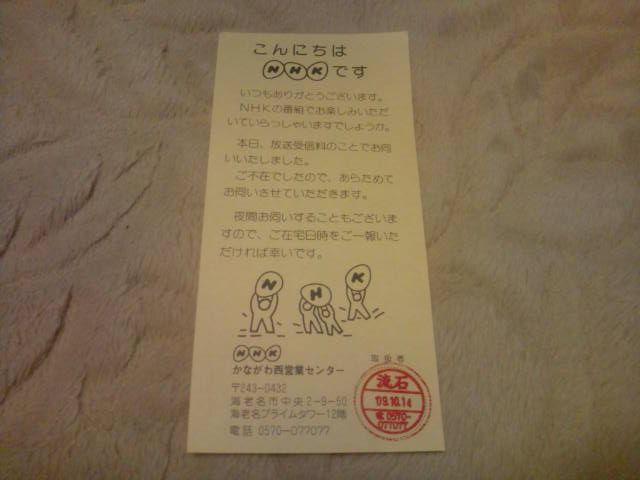 こんにちは
NHKです
いつもありがとうございます。
NHKの番組でお楽しみいただ
いていらっしゃいますでしょうか。
本日、放送受信料のことでお伺
いいたしました。
ご不在でしたので、あらためて
お伺いさせていただきます。
夜間お伺いすることもございま
すので、ご在宅日時をご一報いた
だければ幸いです。
N H K
NHK
かながわ西営業センター
〒243-0432
海老名市中央2-9-50
海老名プライムタワー12階
電話 0570-077077
取扱者
流石
'09.10.14
☎0570-
077077